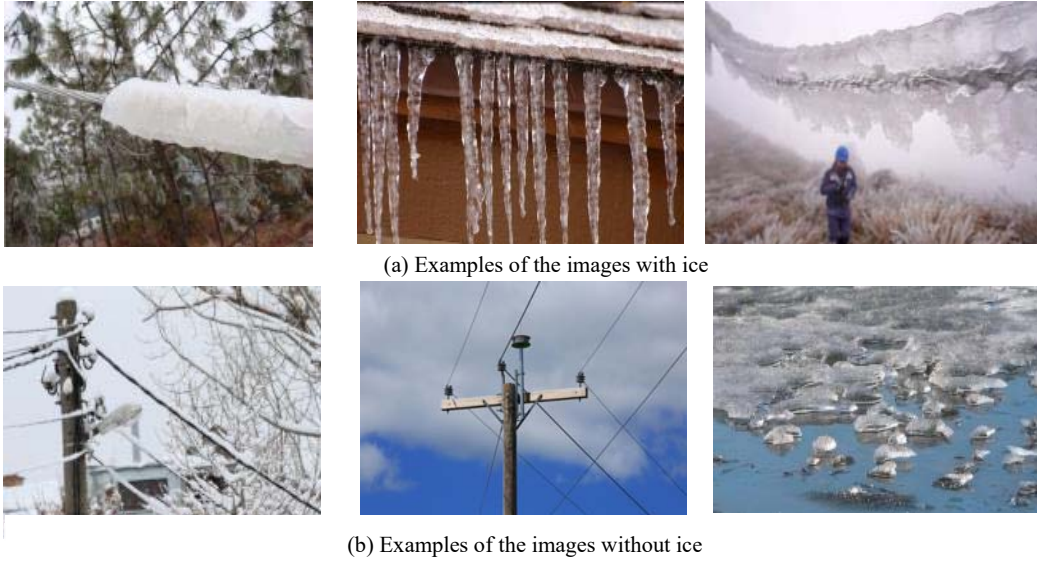 (a) Examples of the images with ice
(b) Examples of the images without ice